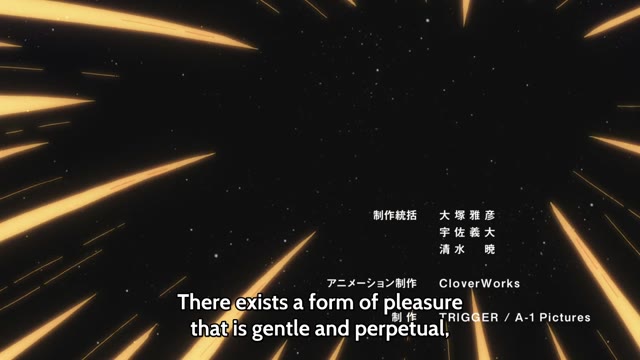 制作統括 大塚雅彦
宇佐義大
清水 暁
アニメーション制作 CloverWorks
制作 TRIGGER / A-1 Pictures
There exists a form of pleasure
that is gentle and perpetual,